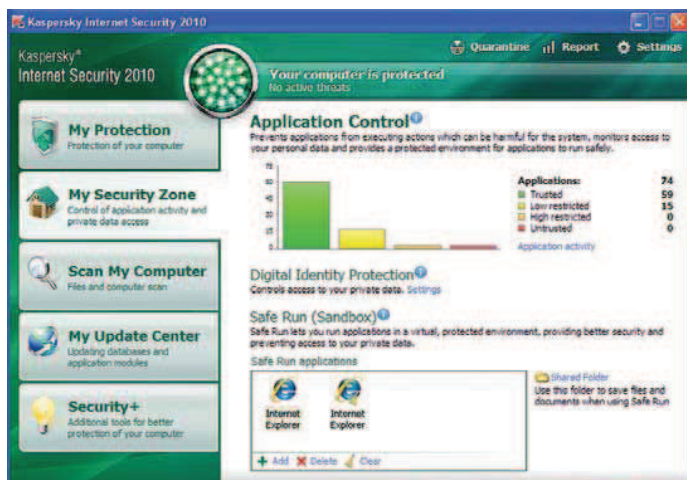 Kaspersky Internet Security 2010
Kaspersky®
Internet Security 2010
Quarantine
Report
Settings
Your computer is protected
No active threats
My Protection
Protection of your computer
My Security Zone
Control of application activity and
private data access
Scan My Computer
Files and computer scan
My Update Center
Updating databases and
application modules
Security+
Additional tools for better
protection of your computer
Application Control
Prevents applications from executing actions which can be harmful for the system, monitors access to
your personal data and provides a protected environment for applications to run safely.
75
60
45
30
15
0
Applications: 74
Trusted 59
Low restricted 15
High restricted 0
Untrusted 0
Application activity
Digital Identity Protection
Controls access to your private data. Settings
Safe Run (Sandbox)
Safe Run lets you run applications in a virtual, protected environment, providing better security and
preventing access to your private data.
Safe Run applications
Internet
Explorer
Internet
Explorer
Add Delete Clear
Shared Folder
Use this folder to save files and
documents when using Safe Run